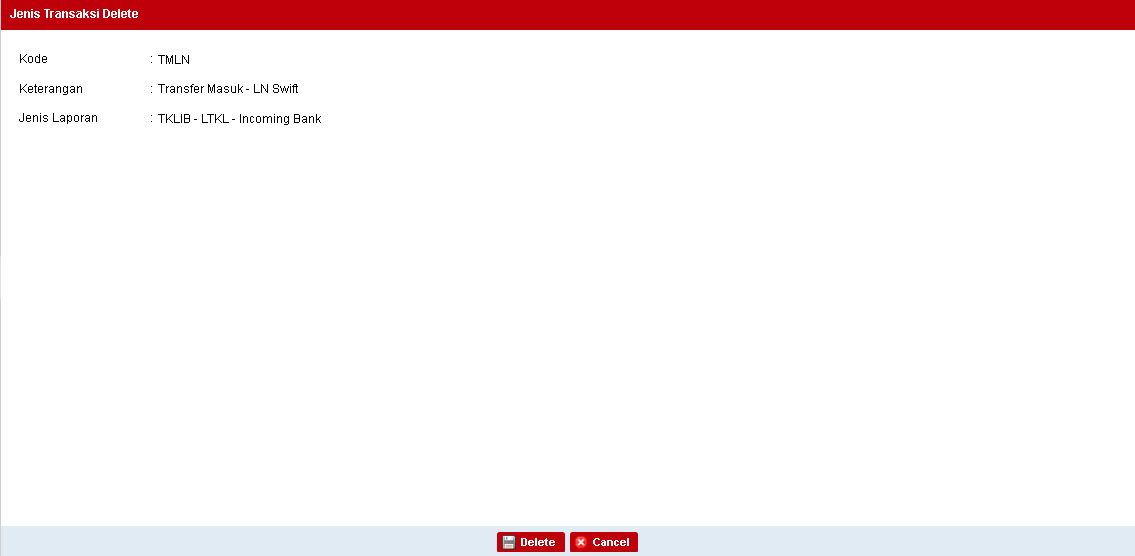 Jenis Transaksi Delete
Kode : TMLN
Keterangan : Transfer Masuk - LN Swift
Jenis Laporan : TKLIB - LTKL - Incoming Bank
Delete Cancel